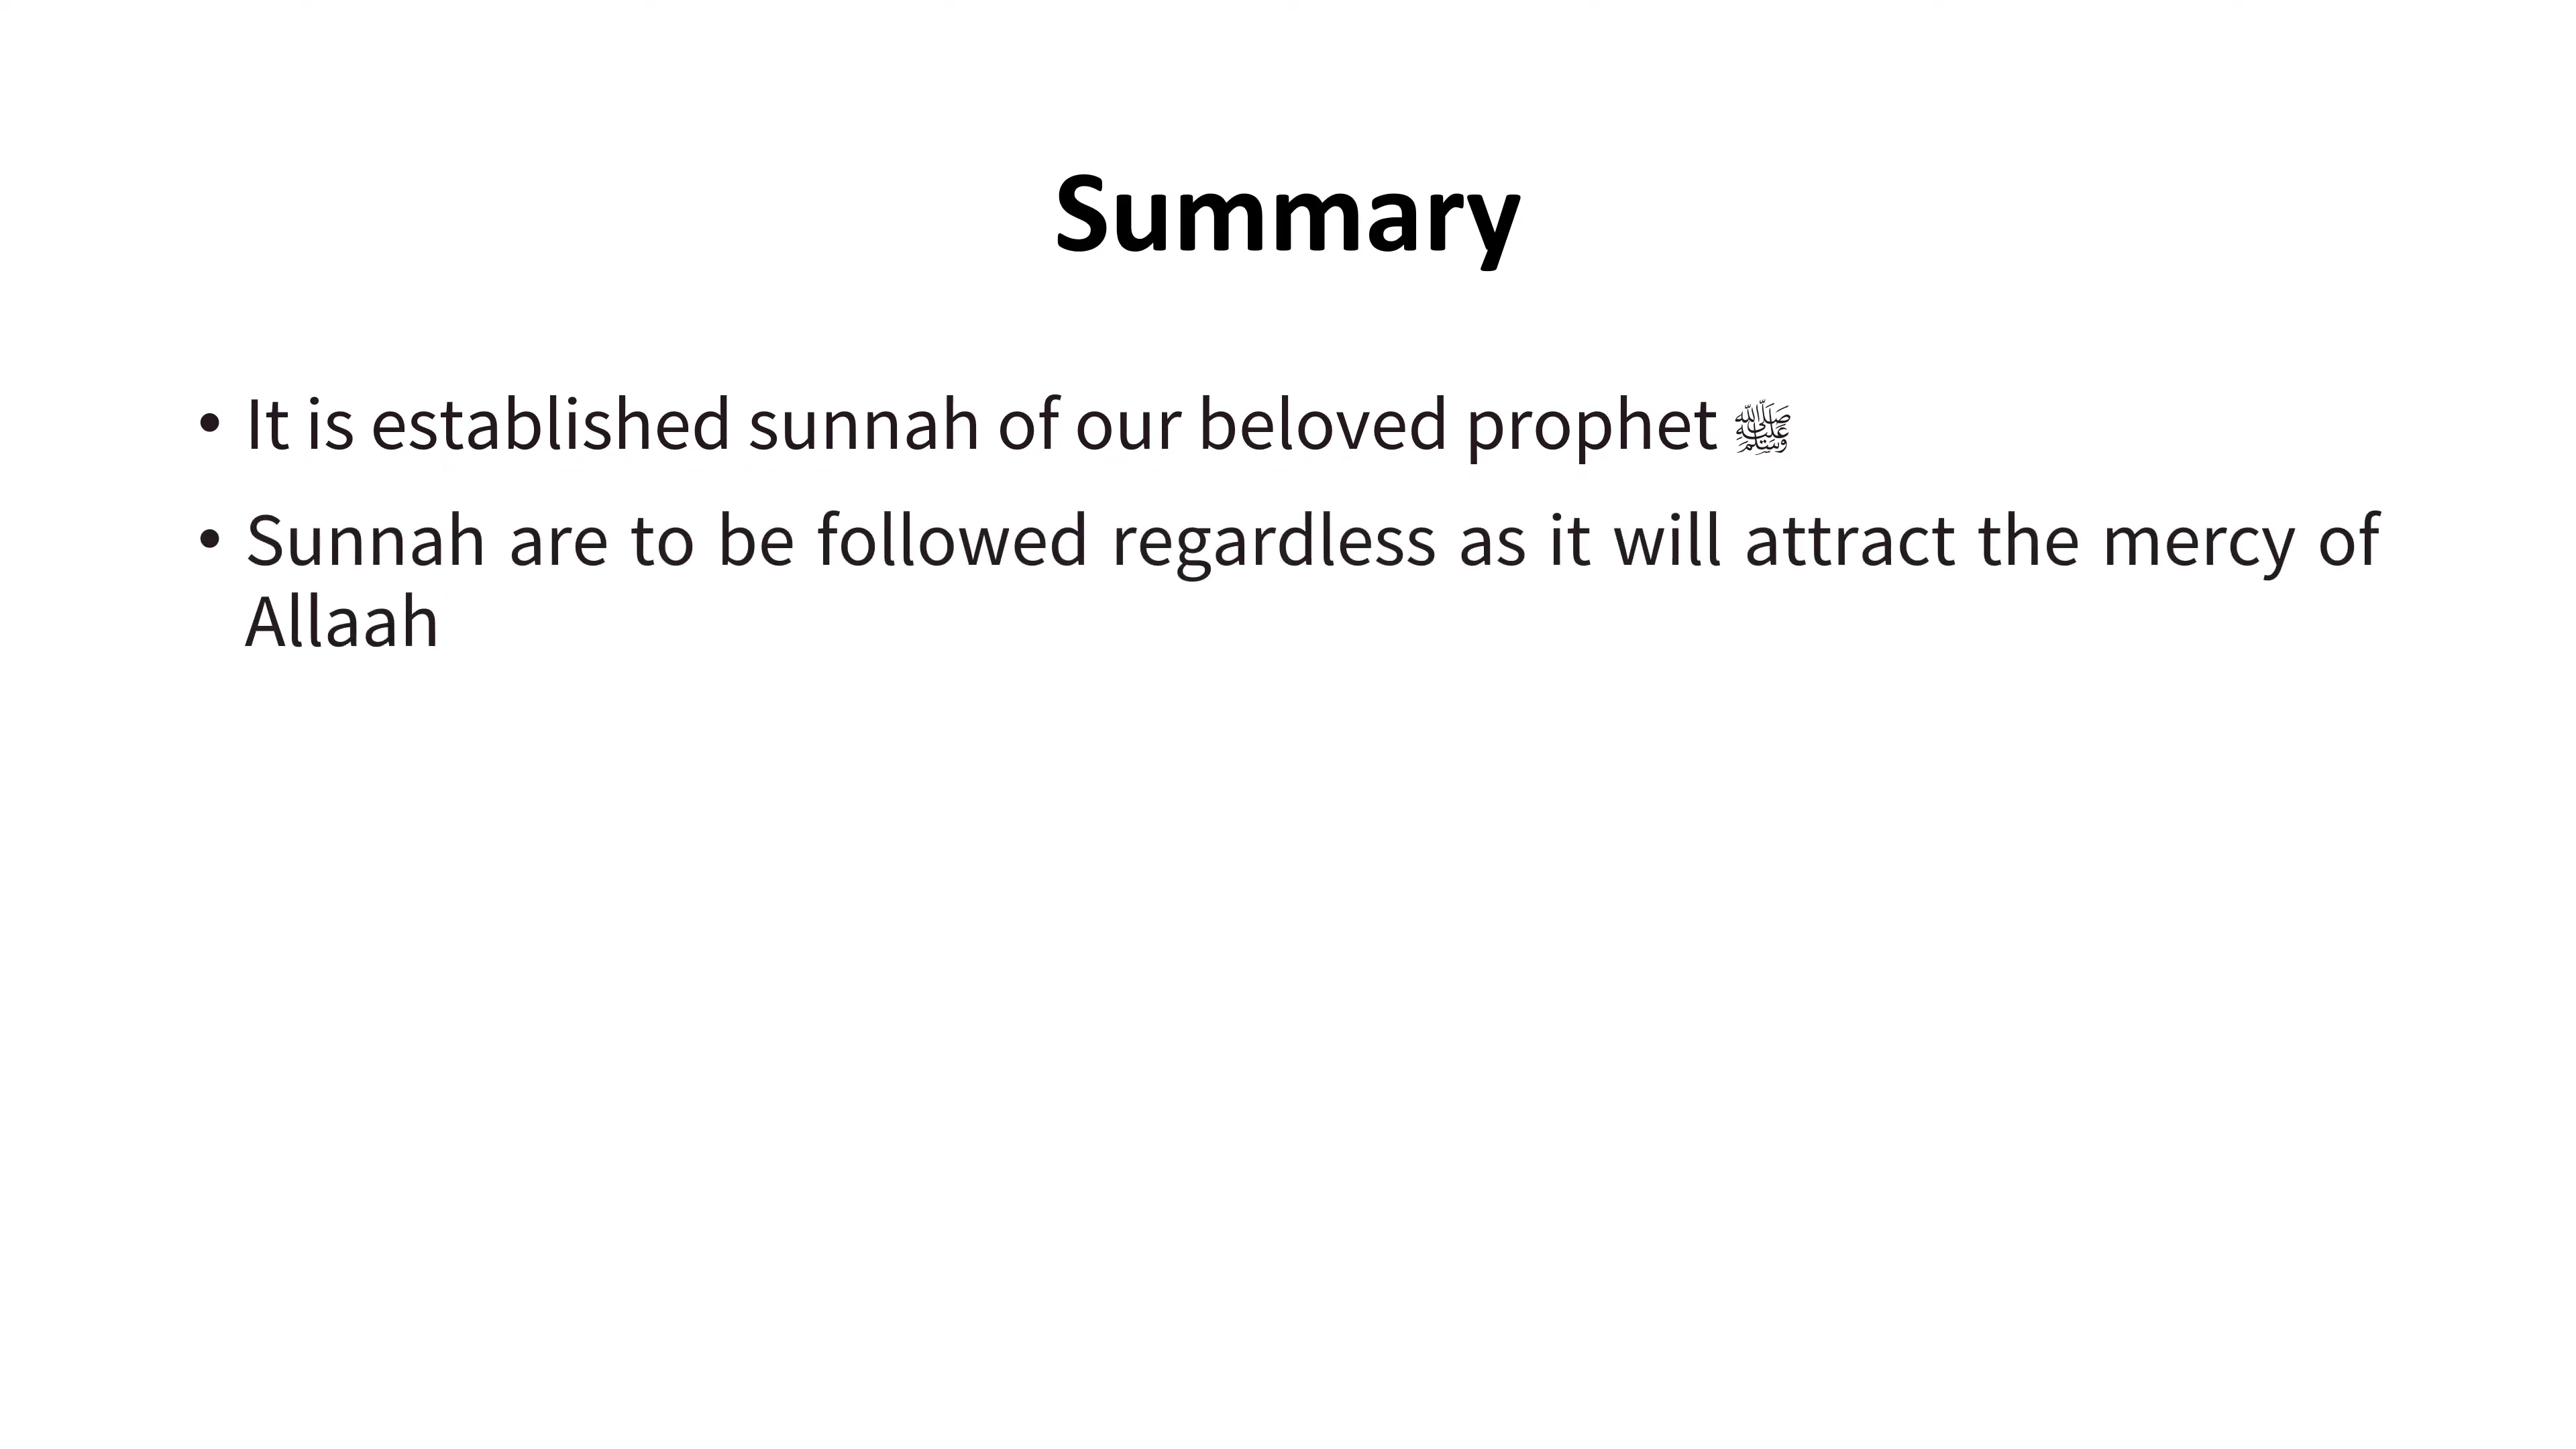 Summary
• It is established sunnah of our beloved prophet ﷺ
• Sunnah are to be followed regardless as it will attract the mercy of
Allaah